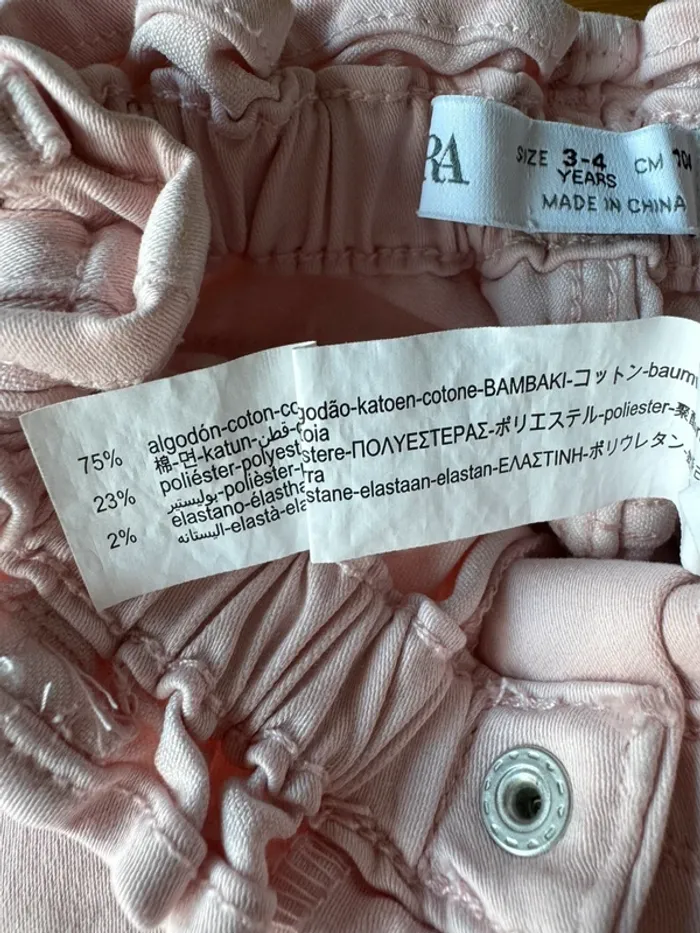 RA
SIZE 3-4 CM 104
YEARS
MADE IN CHINA
75% algodón-coton-co
godão-katoen-cotone-ΒΑΜΒΑΚΙ-コットン-baum
棉-면-katun-قطن-
oia
23% poliéster-polyest
stere-ΠΟΛΥΕΣΤΕΡΑΣ-ポリエステル-poliester-聚
بوليستير-polièster-
ra
2% elastano-élastha
stane-elastaan-elastan-ΕΛΑΣΤΙΝΗ-ポリウレタン-
اليستانه-elastà-ela